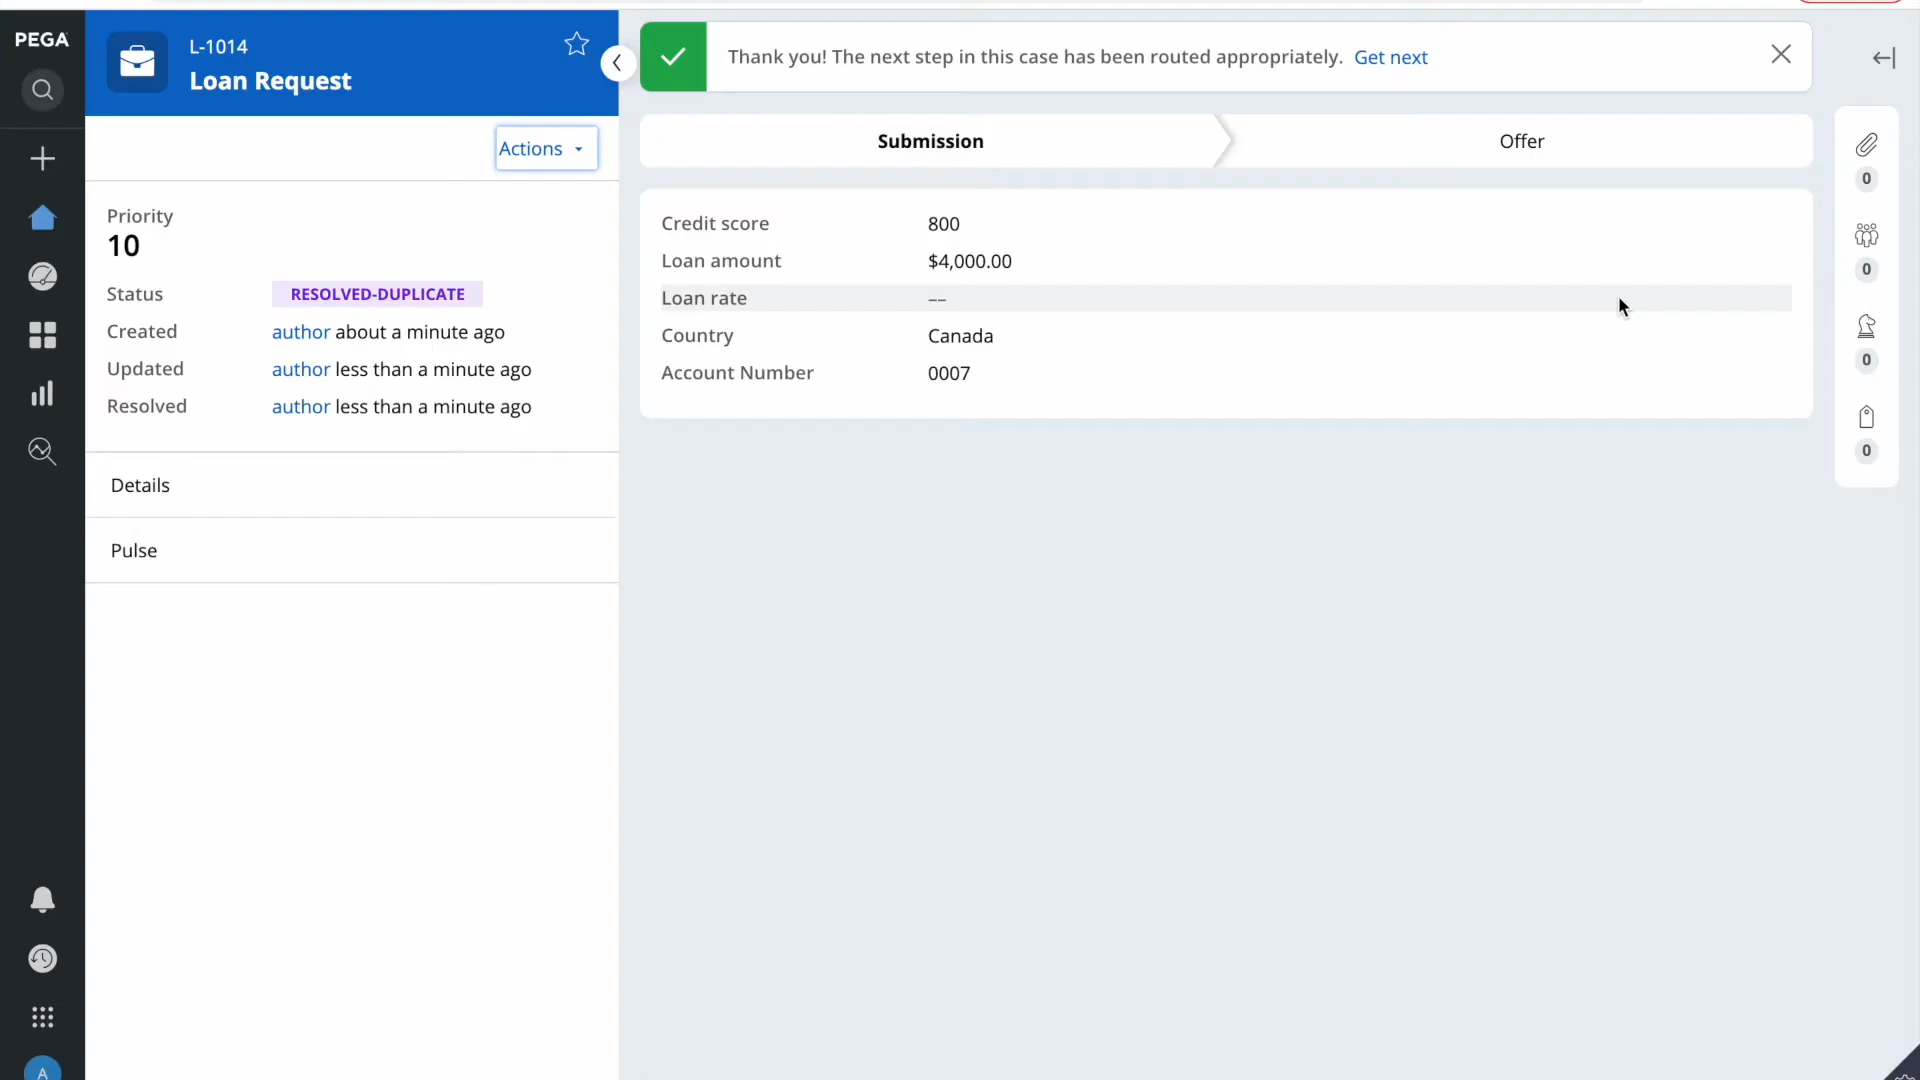 PEGA
L-1014
Loan Request
Actions
Priority
10
Status RESOLVED-DUPLICATE
Created author about a minute ago
Updated author less than a minute ago
Resolved author less than a minute ago
Details
Pulse
A
Thank you! The next step in this case has been routed appropriately. Get next
Submission Offer
Credit score 800
Loan amount $4,000.00
Loan rate ––
Country Canada
Account Number 0007
0
0
0
0